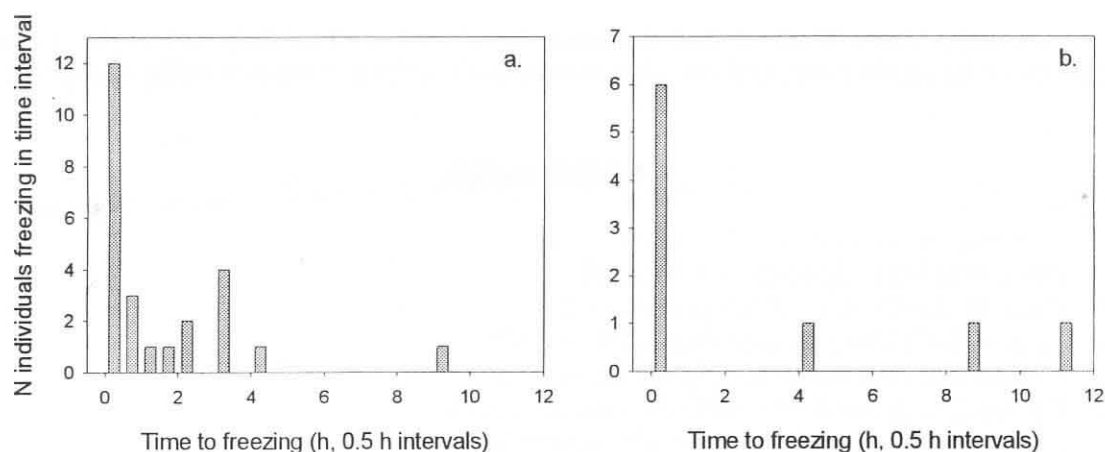 N individuals freezing in time interval
12
10
8
6
4
2
0
a.
0 2 4 6 8 10 12
Time to freezing (h, 0.5 h intervals)
7
6
5
4
3
2
1
0
b.
0 2 4 6 8 10 12
Time to freezing (h, 0.5 h intervals)